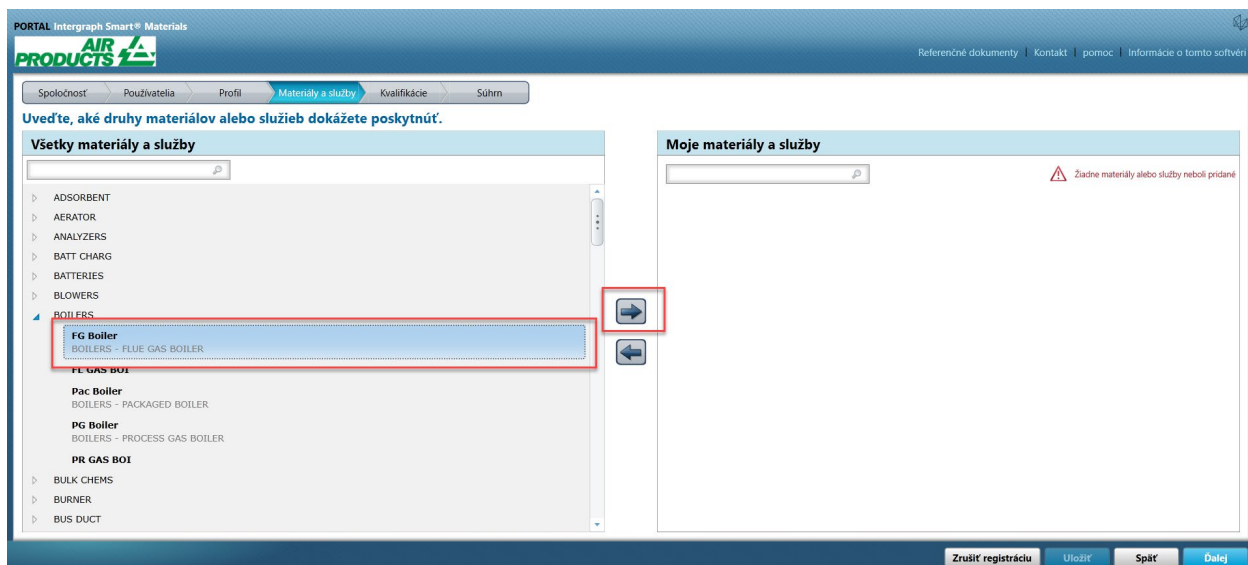 PORTAL Intergraph Smart® Materials
AIR
PRODUCTS
Referenčné dokumenty | Kontakt | pomoc | Informácie o tomto softvéri
Spoločnosť
Používatelia
Profil
Materiály a služby
Kvalifikácie
Súhrn
Uveďte, aké druhy materiálov alebo služieb dokážete poskytnúť.
Všetky materiály a služby
ADSORBENT
AERATOR
ANALYZERS
BATT CHARG
BATTERIES
BLOWERS
BOILERS
FG Boiler
BOILERS - FLUE GAS BOILER
FL GAS BOI
Pac Boiler
BOILERS - PACKAGED BOILER
PG Boiler
BOILERS - PROCESS GAS BOILER
PR GAS BOI
BULK CHEMS
BURNER
BUS DUCT
Moje materiály a služby
Žiadne materiály alebo služby neboli pridané
Zrušiť registráciu
Uložiť
Späť
Ďalej